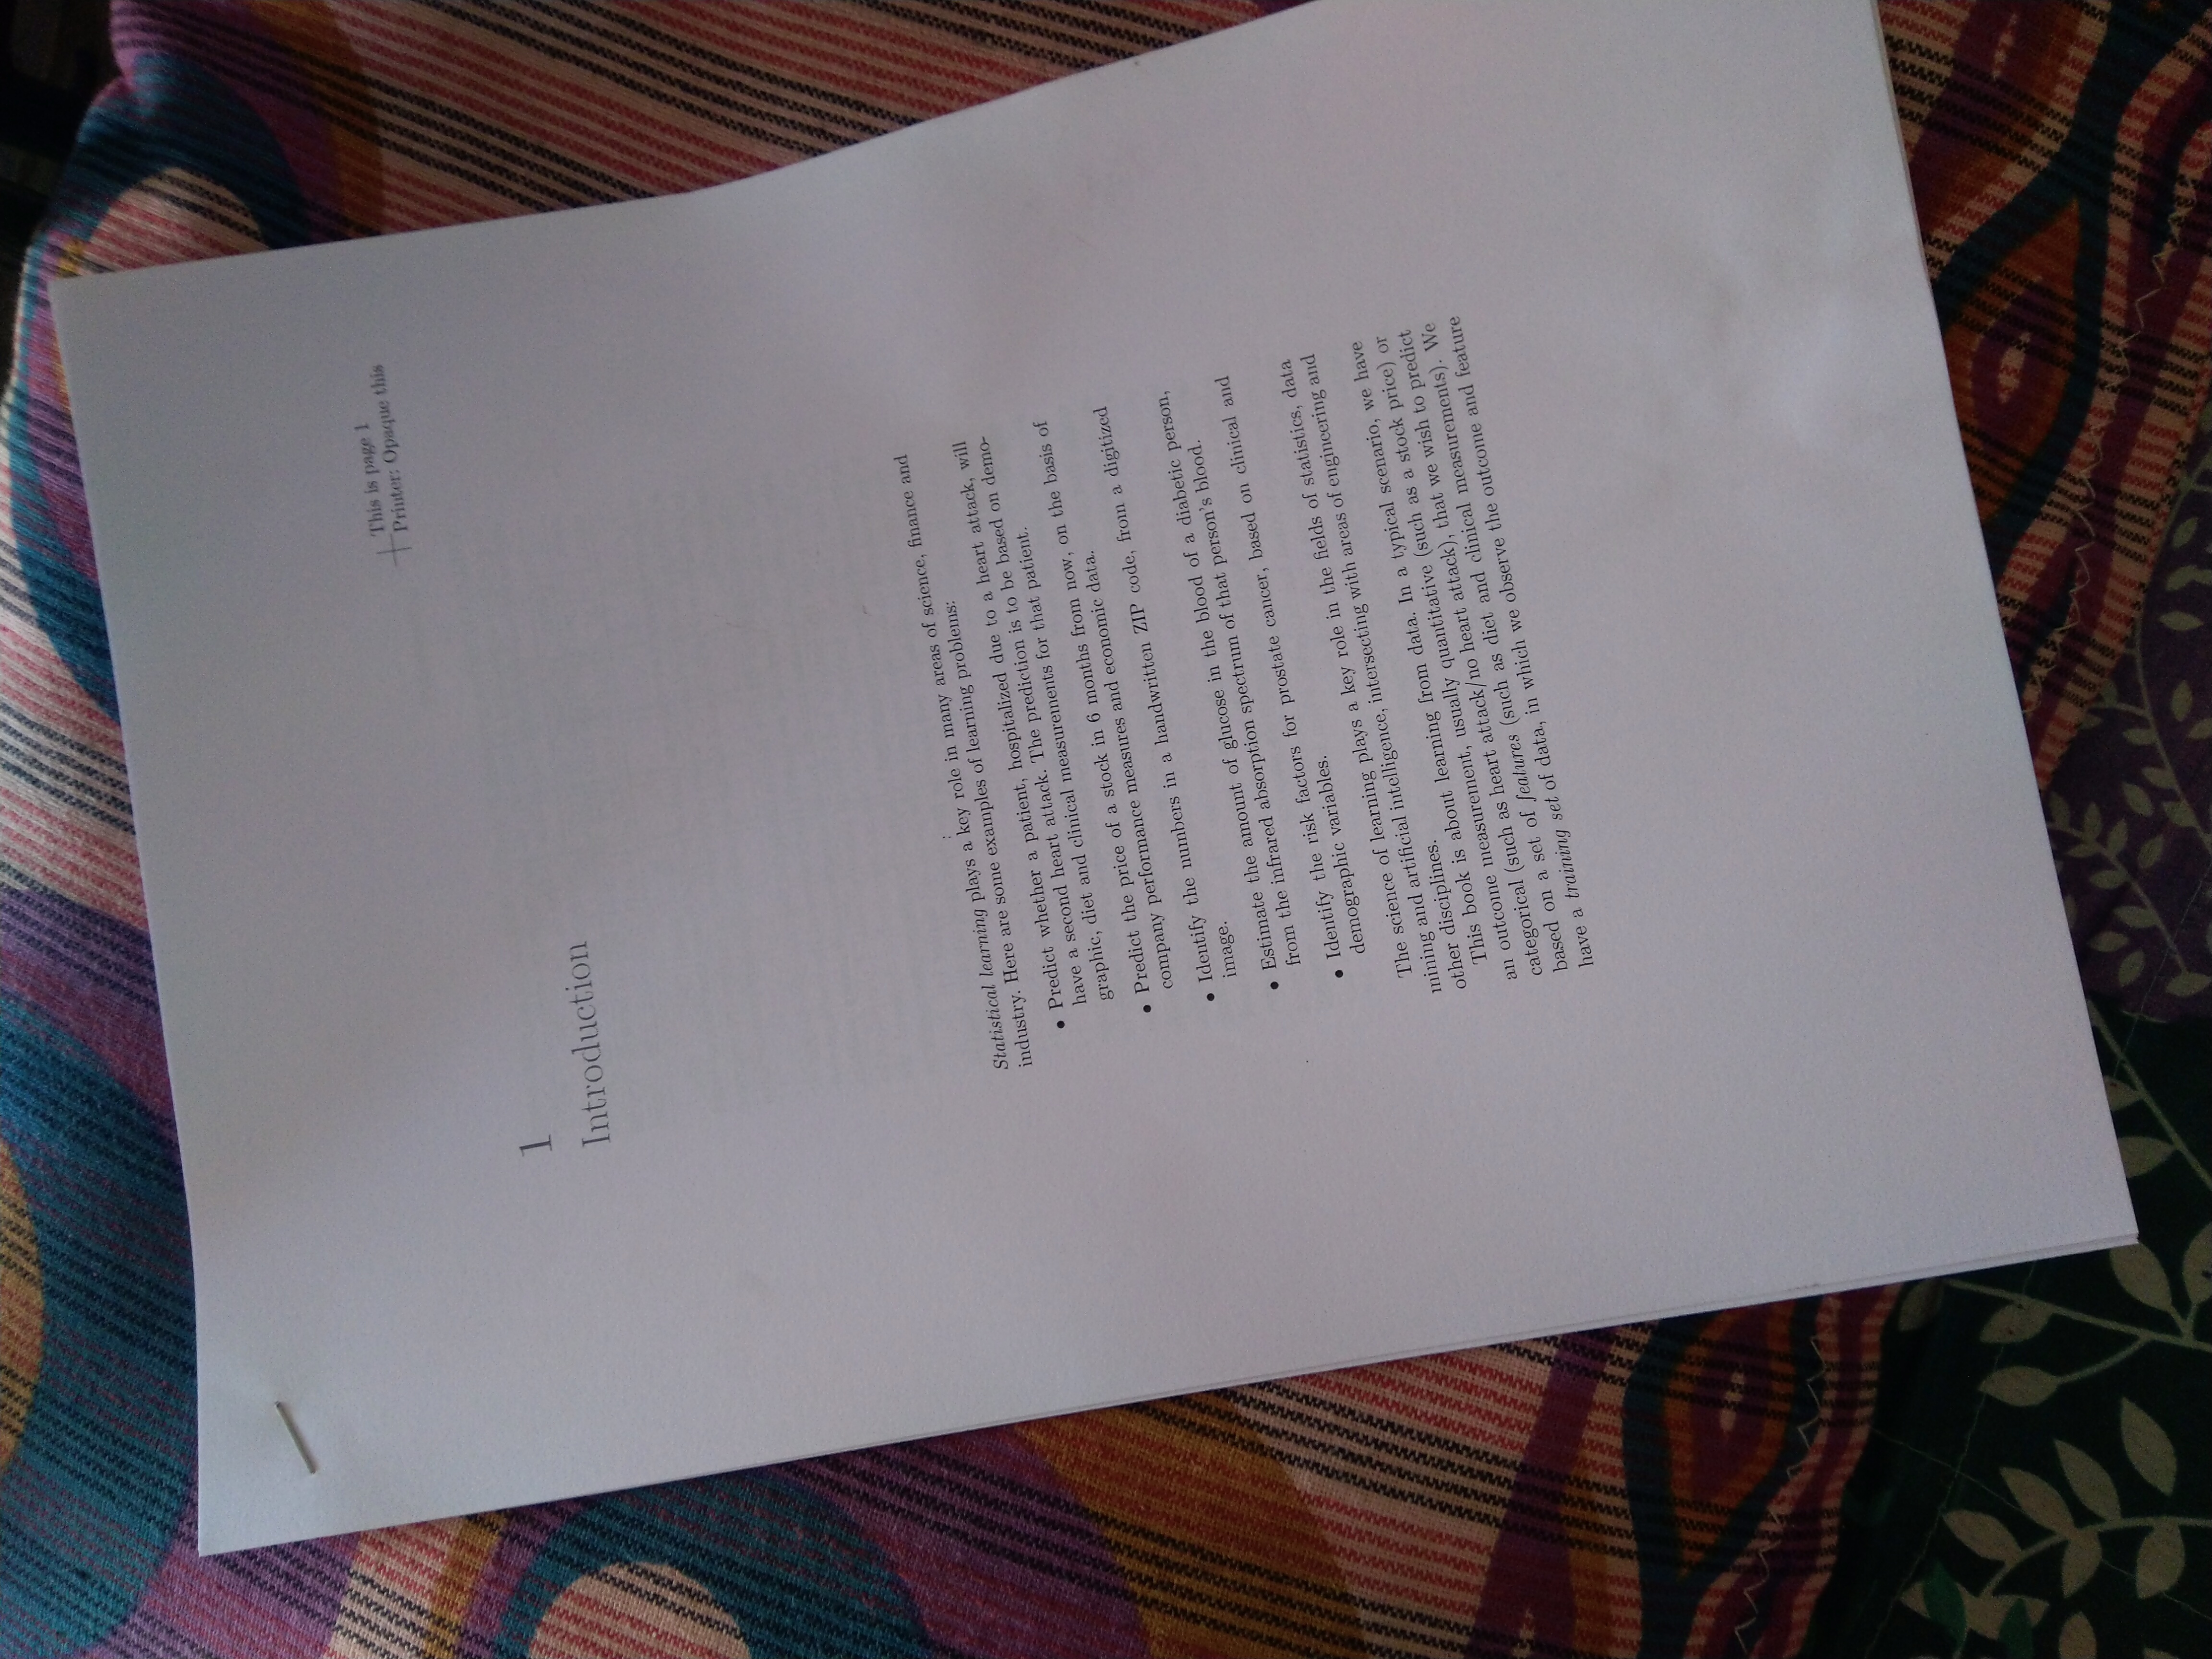 This is page 1
Printer: Opaque this
1
Introduction
Statistical learning plays a key role in many areas of science, finance and
industry. Here are some examples of learning problems:
• Predict whether a patient, hospitalized due to a heart attack, will
have a second heart attack. The prediction is to be based on demo-
graphic, diet and clinical measurements for that patient.
• Predict the price of a stock in 6 months from now, on the basis of
company performance measures and economic data.
• Identify the numbers in a handwritten ZIP code, from a digitized
image.
• Estimate the amount of glucose in the blood of a diabetic person,
from the infrared absorption spectrum of that person's blood.
• Identify the risk factors for prostate cancer, based on clinical and
demographic variables.
The science of learning plays a key role in the fields of statistics, data
mining and artificial intelligence, intersecting with areas of engineering and
other disciplines.
This book is about learning from data. In a typical scenario, we have
an outcome measurement, usually quantitative (such as a stock price) or
categorical (such as heart attack/no heart attack), that we wish to predict
based on a set of features (such as diet and clinical measurements). We
have a training set of data, in which we observe the outcome and feature